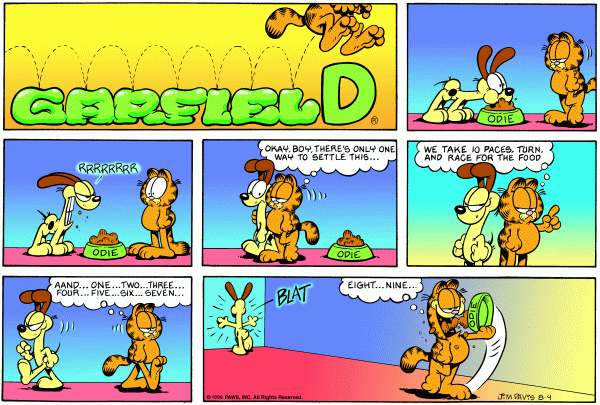 GARFIELD
®
ODIE
RRRRRRRR
ODIE
OKAY, BOY, THERE'S ONLY ONE
WAY TO SETTLE THIS...
ODIE
WE TAKE 10 PACES, TURN,
AND RACE FOR THE FOOD
AAND... ONE...TWO...THREE...
FOUR...FIVE...SIX... SEVEN...
BLAT
EIGHT...NINE...
© 1996 PAWS, INC. All Rights Reserved.
JIM DAVIS 8-4